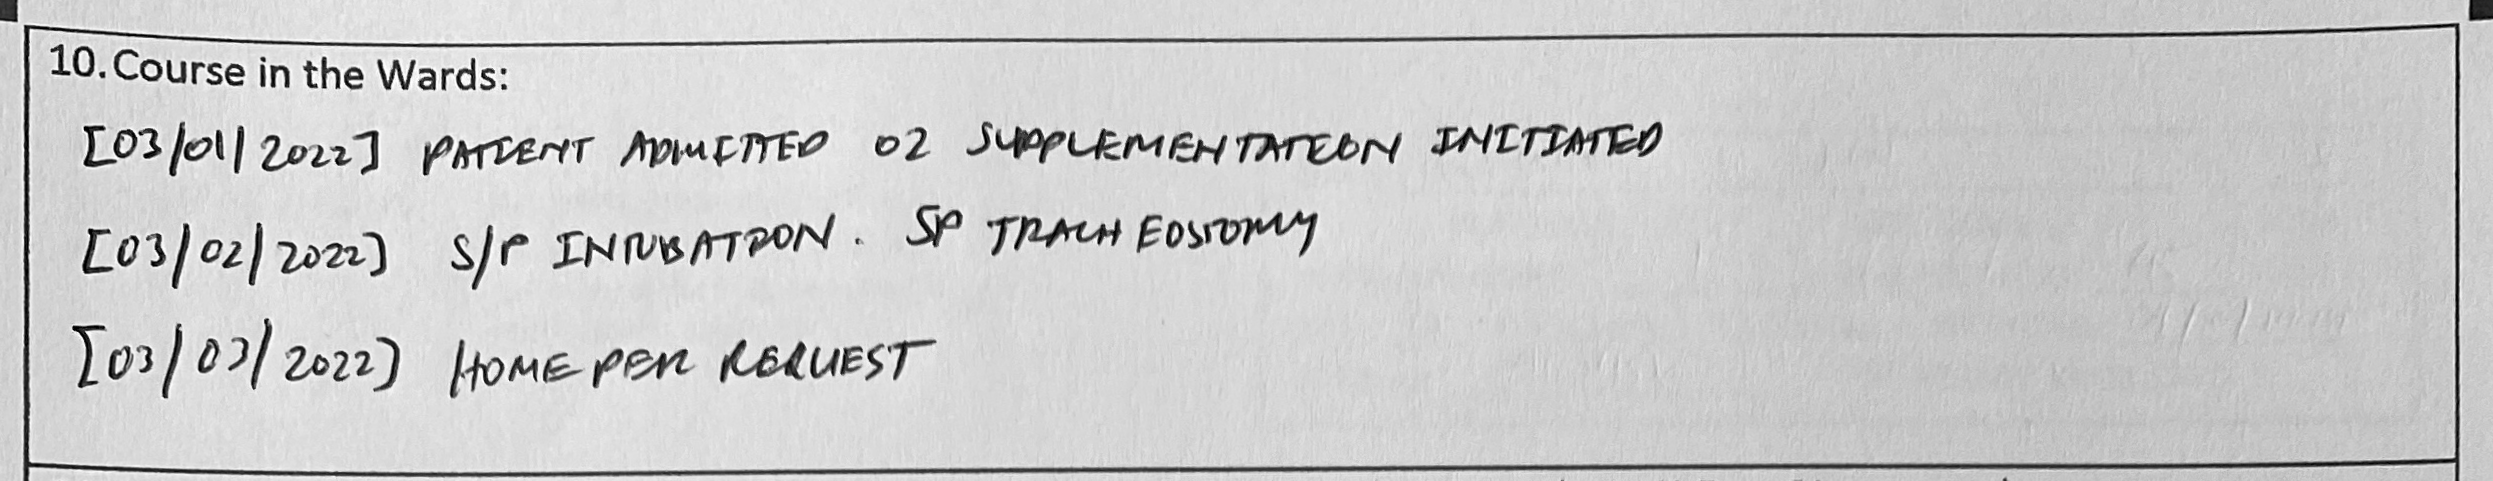 10. Course in the Wards:
[03/01/2022] PATIENT ADMITTED O2 SUPPLEMENTATION INITIATED
[03/02/2022] S/P INTUBATION. SP TRACHEOSTOMY
[03/03/2022] HOME PER REQUEST